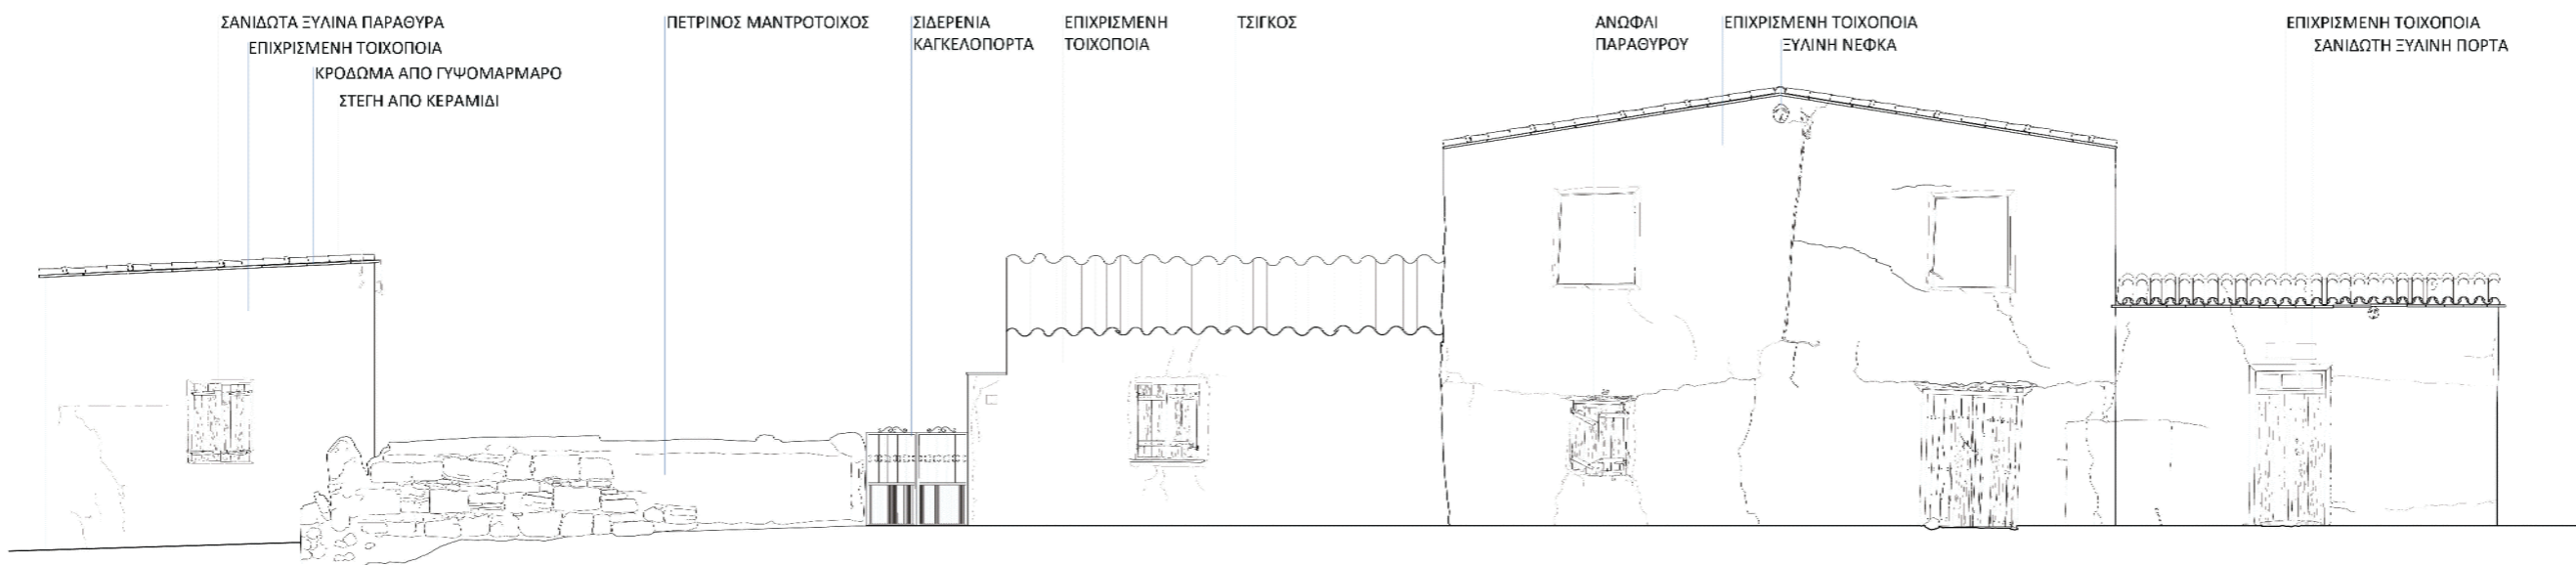 ΣΑΝΙΔΩΤΑ ΞΥΛΙΝΑ ΠΑΡΑΘΥΡΑ
ΕΠΙΧΡΙΣΜΕΝΗ ΤΟΙΧΟΠΟΙΑ
ΚΡΟΔΩΜΑ ΑΠΟ ΓΥΨΟΜΑΡΜΑΡΟ
ΣΤΕΓΗ ΑΠΟ ΚΕΡΑΜΙΔΙ
ΠΕΤΡΙΝΟΣ ΜΑΝΤΡΟΤΟΙΧΟΣ
ΣΙΔΕΡΕΝΙΑ
ΚΑΓΚΕΛΟΠΟΡΤΑ
ΕΠΙΧΡΙΣΜΕΝΗ
ΤΟΙΧΟΠΟΙΑ
ΤΣΙΓΚΟΣ
ΑΝΩΦΛΙ
ΠΑΡΑΘΥΡΟΥ
ΕΠΙΧΡΙΣΜΕΝΗ ΤΟΙΧΟΠΟΙΑ
ΞΥΛΙΝΗ ΝΕΦΚΑ
ΕΠΙΧΡΙΣΜΕΝΗ ΤΟΙΧΟΠΟΙΑ
ΣΑΝΙΔΩΤΗ ΞΥΛΙΝΗ ΠΟΡΤΑ